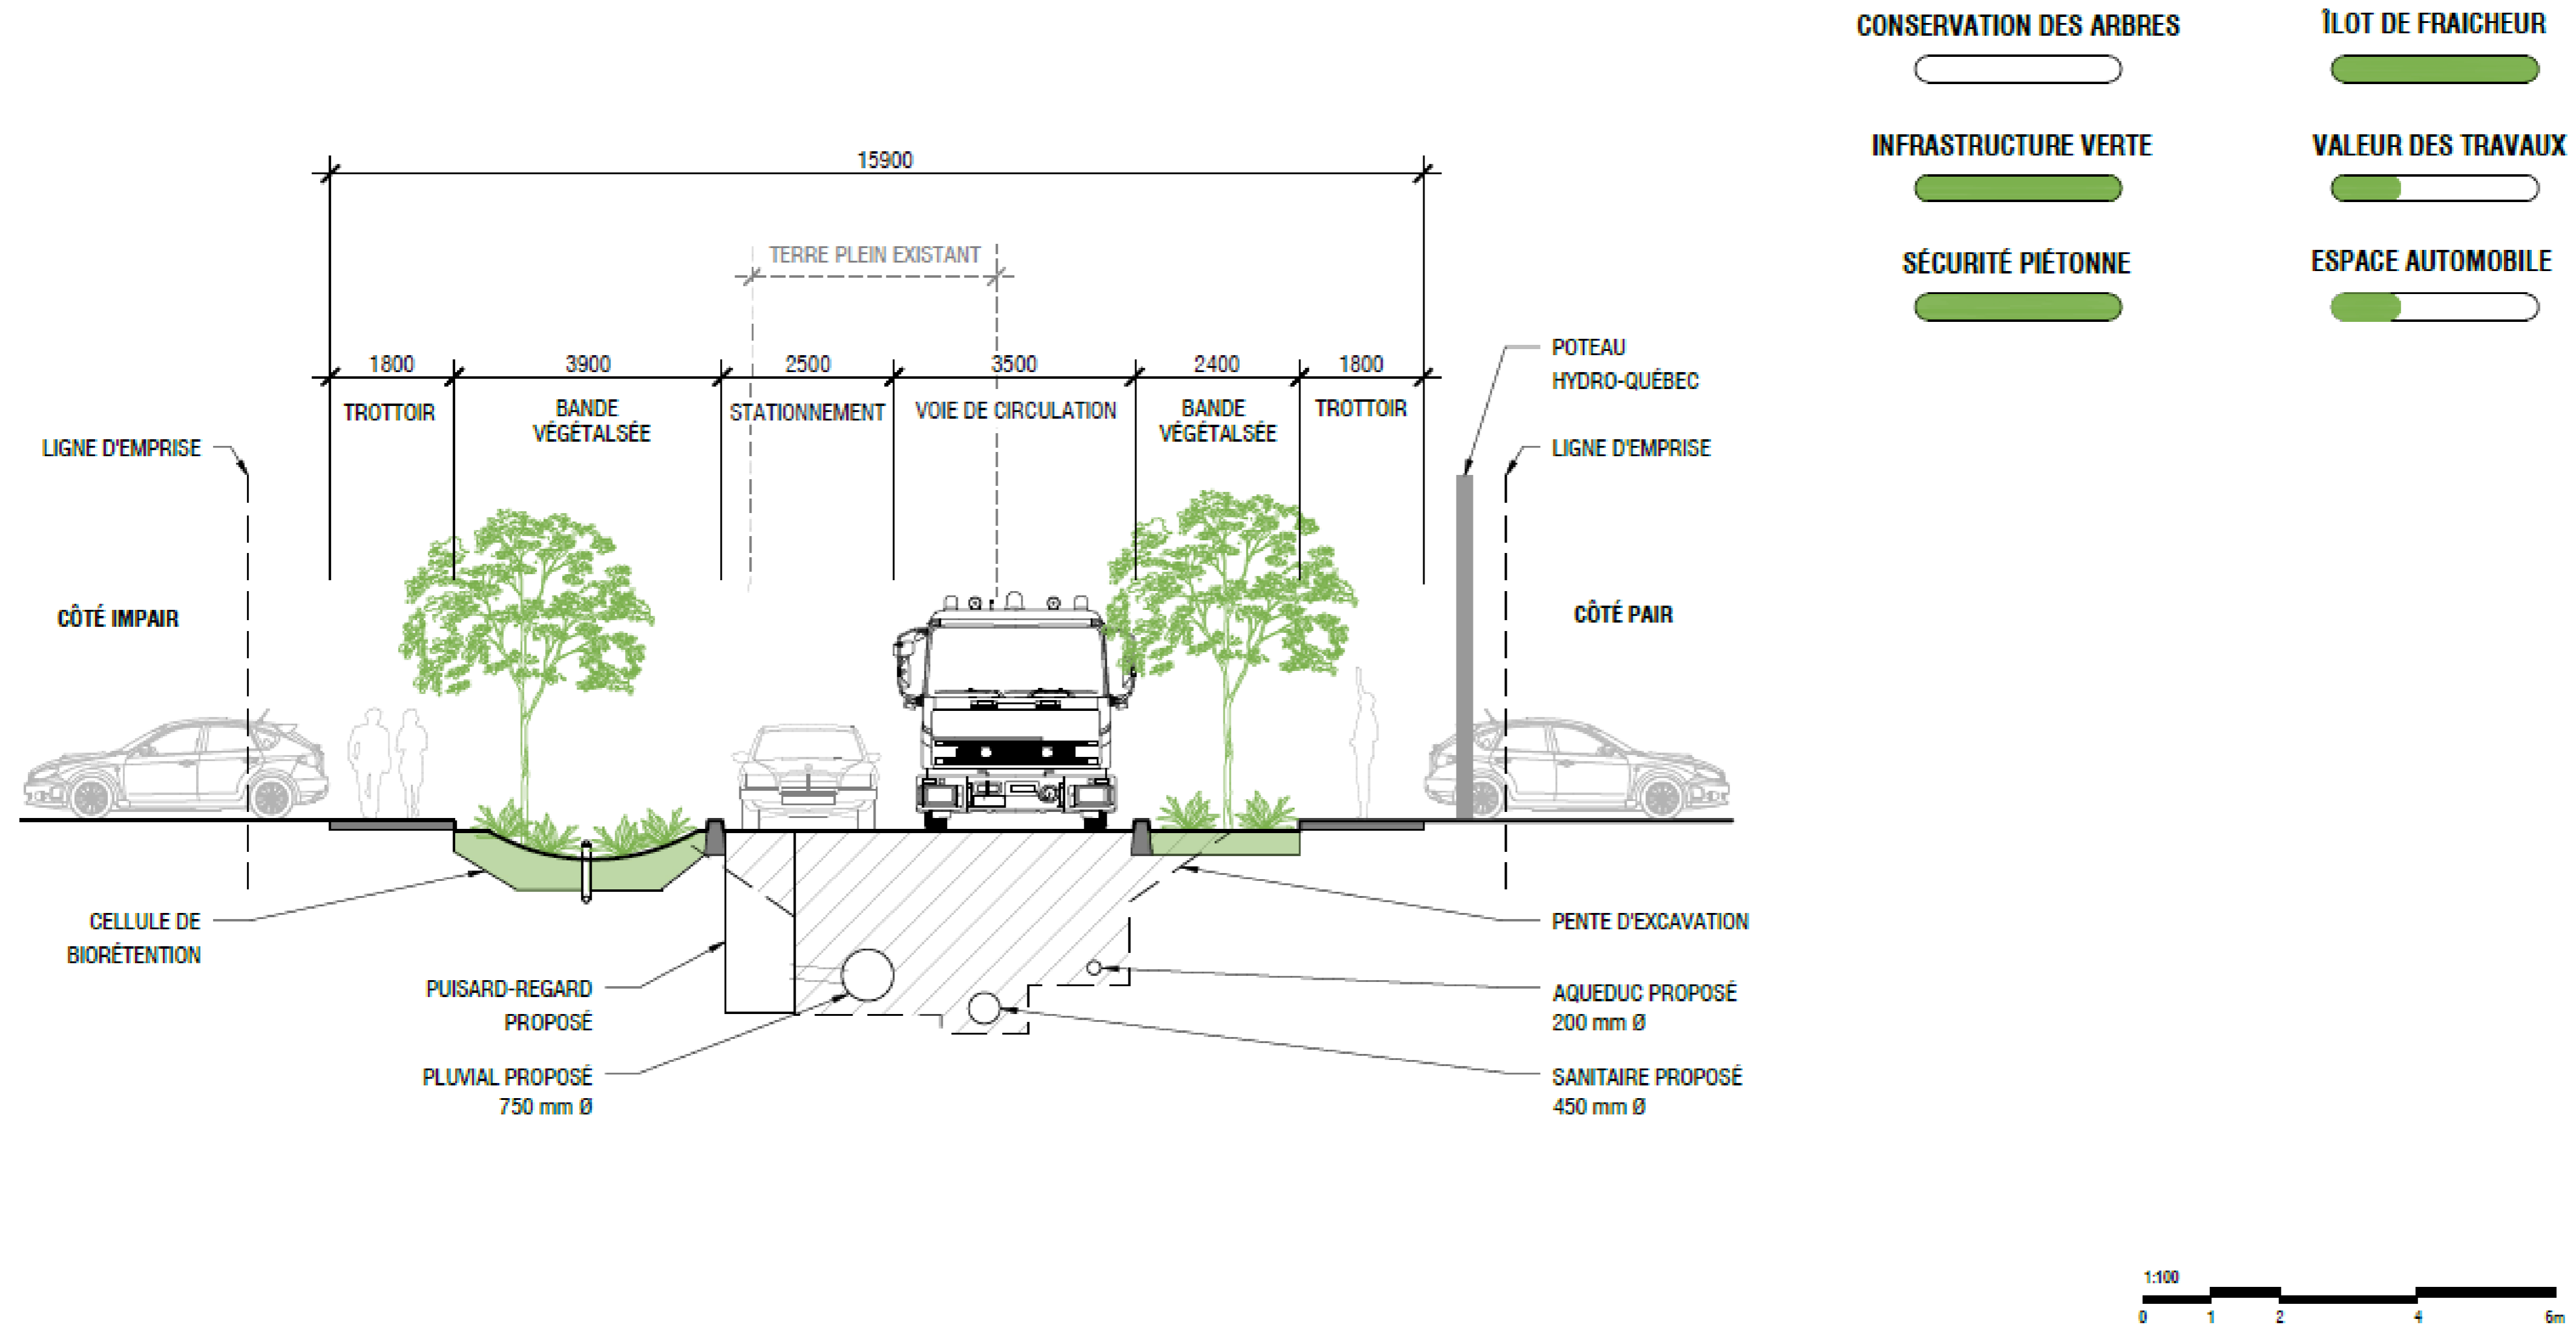 CONSERVATION DES ARBRES
ÎLOT DE FRAICHEUR
INFRASTRUCTURE VERTE
VALEUR DES TRAVAUX
SÉCURITÉ PIÉTONNE
ESPACE AUTOMOBILE
15900
TERRE PLEIN EXISTANT
1800
3900
2500
3500
2400
1800
TROTTOIR
BANDE
VÉGÉTALSÉE
STATIONNEMENT
VOIE DE CIRCULATION
BANDE
VÉGÉTALSÉE
TROTTOIR
POTEAU
HYDRO-QUÉBEC
LIGNE D'EMPRISE
LIGNE D'EMPRISE
CÔTÉ IMPAIR
CÔTÉ PAIR
CELLULE DE
BIORÉTENTION
PUISARD-REGARD
PROPOSÉ
PLUVIAL PROPOSÉ
750 mm Ø
PENTE D'EXCAVATION
AQUEDUC PROPOSÉ
200 mm Ø
SANITAIRE PROPOSÉ
450 mm Ø
1:100
0 1 2 4 6m